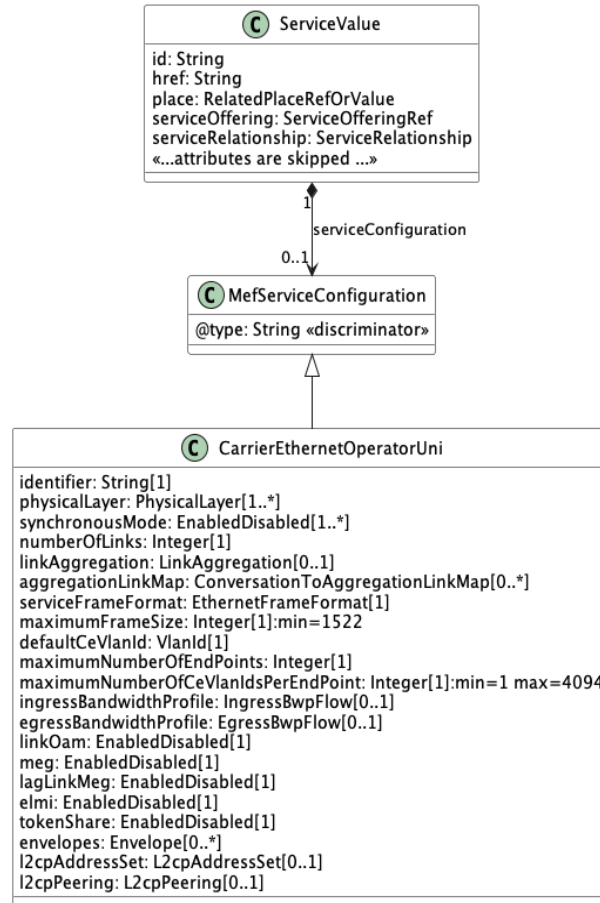 C ServiceValue
id: String
href: String
place: RelatedPlaceRefOrValue
serviceOffering: ServiceOfferingRef
serviceRelationship: ServiceRelationship
«...attributes are skipped ...»
1
serviceConfiguration
0..1
C MefServiceConfiguration
@type: String «discriminator»
C CarrierEthernetOperatorUni
identifier: String[1]
physicalLayer: PhysicalLayer[1..*]
synchronousMode: EnabledDisabled[1..*]
numberOfLinks: Integer[1]
linkAggregation: LinkAggregation[0..1]
aggregationLinkMap: ConversationToAggregationLinkMap[0..*]
serviceFrameFormat: EthernetFrameFormat[1]
maximumFrameSize: Integer[1]:min=1522
defaultCeVlanId: VlanId[1]
maximumNumberOfEndPoints: Integer[1]
maximumNumberOfCeVlanIdsPerEndPoint: Integer[1]:min=1 max=4094
ingressBandwidthProfile: IngressBwpFlow[0..1]
egressBandwidthProfile: EgressBwpFlow[0..1]
linkOam: EnabledDisabled[1]
meg: EnabledDisabled[1]
lagLinkMeg: EnabledDisabled[1]
elmi: EnabledDisabled[1]
tokenShare: EnabledDisabled[1]
envelopes: Envelope[0..*]
l2cpAddressSet: L2cpAddressSet[0..1]
l2cpPeering: L2cpPeering[0..1]